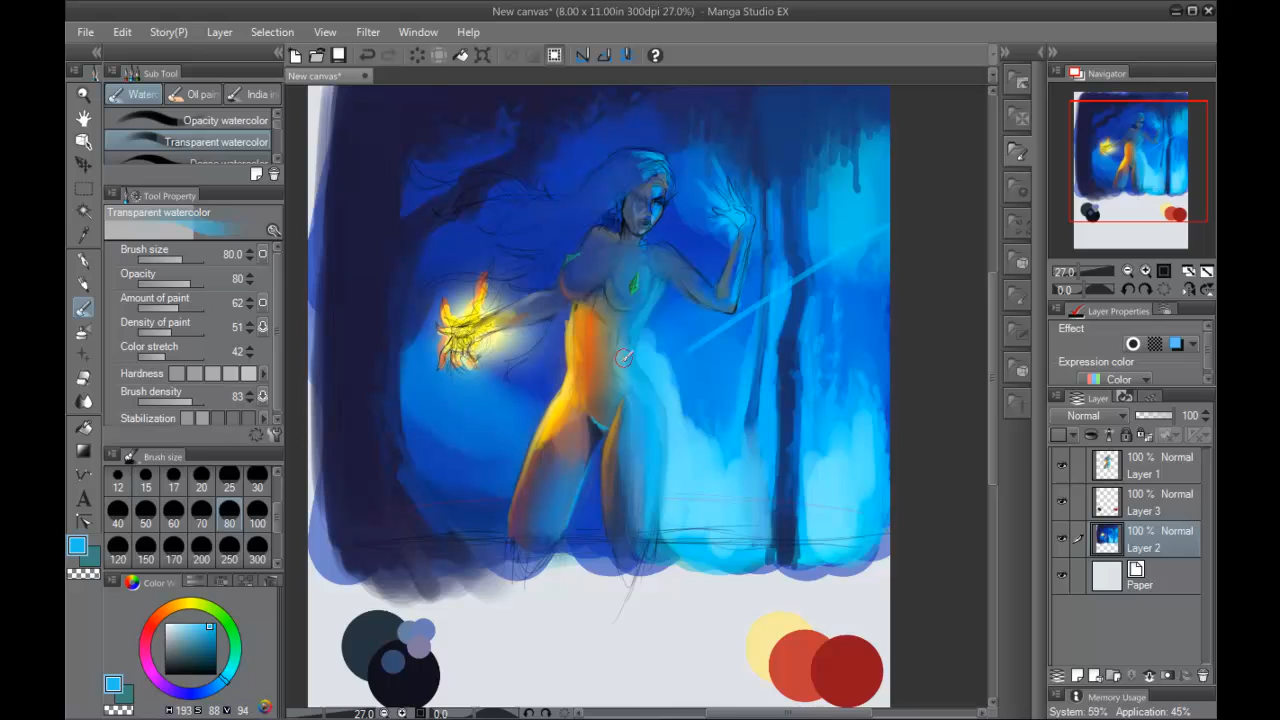 New canvas* (8.00 x 11.00in 300dpi 27.0%) - Manga Studio EX
File Edit Story(P) Layer Selection View Filter Window Help
Sub Tool
New canvas*
Navigator
Water Oil pain India in
Opacity watercolor
Transparent watercolor
Tool Property
Transparent watercolor
Brush size 80.0
Opacity 80
Amount of paint 62
Density of paint 51
Color stretch 42
Hardness
Brush density 83
Stabilization
Brush size
12 15 17 20 25 30
40 50 60 70 80 100
120 150 170 200 250 300
Color W
H 193 S 88 V 94
27.0 0.0
27.0
0.0
Layer Properties
Effect
Expression color
Color
Layer
Normal 100
100 % Normal
Layer 1
100 % Normal
Layer 3
100 % Normal
Layer 2
Paper
Memory Usage
System: 59% Application: 45%